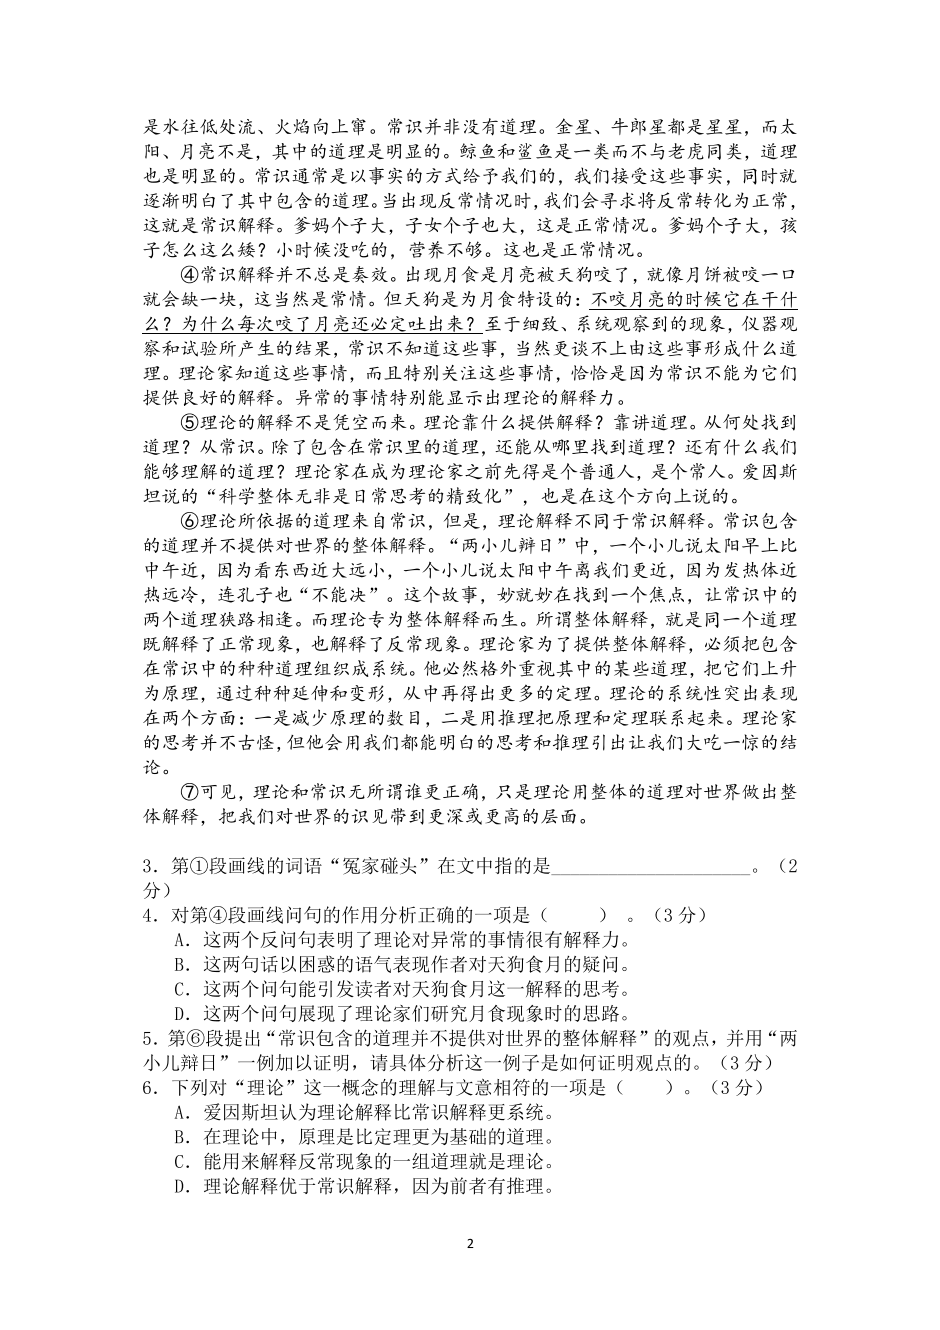 是水往低处流、火焰向上窜。常识并非没有道理。金星、牛郎星都是星星，而太
阳、月亮不是，其中的道理是明显的。鲸鱼和鲨鱼是一类而不与老虎同类，道理
也是明显的。常识通常是以事实的方式给予我们的，我们接受这些事实，同时就
逐渐明白了其中包含的道理。当出现反常情况时，我们会寻求将反常转化为正常，
这就是常识解释。爹妈个子大，子女个子也大，这是正常情况。爹妈个子大，孩
子怎么这么矮？小时候没吃的，营养不够。这也是正常情况。
④常识解释并不总是奏效。出现月食是月亮被天狗咬了，就像月饼被咬一口
就会缺一块，这当然是常情。但天狗是为月食特设的：不咬月亮的时候它在干什
么？为什么每次咬了月亮还必定吐出来？至于细致、系统观察到的现象，仪器观
察和试验所产生的结果，常识不知道这些事，当然更谈不上由这些事形成什么道
理。理论家知道这些事情，而且特别关注这些事情，恰恰是因为常识不能为它们
提供良好的解释。异常的事情特别能显示出理论的解释力。
⑤理论的解释不是凭空而来。理论靠什么提供解释？靠讲道理。从何处找到
道理？从常识。除了包含在常识里的道理，还能从哪里找到道理？还有什么我们
能够理解的道理？理论家在成为理论家之前先得是个普通人，是个常人。爱因斯
坦说的“科学整体无非是日常思考的精致化”，也是在这个方向上说的。
⑥理论所依据的道理来自常识，但是，理论解释不同于常识解释。常识包含
的道理并不提供对世界的整体解释。“两小儿辩日”中，一个小儿说太阳早上比
中午近，因为看东西近大远小，一个小儿说太阳中午离我们更近，因为发热体近
热远冷，连孔子也“不能决”。这个故事，妙就妙在找到一个焦点，让常识中的
两个道理狭路相逢。而理论专为整体解释而生。所谓整体解释，就是同一个道理
既解释了正常现象，也解释了反常现象。理论家为了提供整体解释，必须把包含
在常识中的种种道理组织成系统。他必然格外重视其中的某些道理，把它们上升
为原理，通过种种延伸和变形，从中再得出更多的定理。理论的系统性突出表现
在两个方面：一是减少原理的数目，二是用推理把原理和定理联系起来。理论家
的思考并不古怪，但他会用我们都能明白的思考和推理引出让我们大吃一惊的结
论。
⑦可见，理论和常识无所谓谁更正确，只是理论用整体的道理对世界做出整
体解释，把我们对世界的识见带到更深或更高的层面。
3．第①段画线的词语“冤家碰头”在文中指的是____________________。（2
分）
4．对第④段画线问句的作用分析正确的一项是（　　）。（3 分）
A．这两个反问句表明了理论对异常的事情很有解释力。
B．这两句话以困惑的语气表现作者对天狗食月的疑问。
C．这两个问句能引发读者对天狗食月这一解释的思考。
D．这两个问句展现了理论家们研究月食现象时的思路。
5．第⑥段提出“常识包含的道理并不提供对世界的整体解释”的观点，并用“两
小儿辩日”一例加以证明，请具体分析这一例子是如何证明观点的。（3 分）
6．下列对“理论”这一概念的理解与文意相符的一项是（　　）。（3 分）
A．爱因斯坦认为理论解释比常识解释更系统。
B．在理论中，原理是比定理更为基础的道理。
C．能用来解释反常现象的一组道理就是理论。
D．理论解释优于常识解释，因为前者有推理。
2